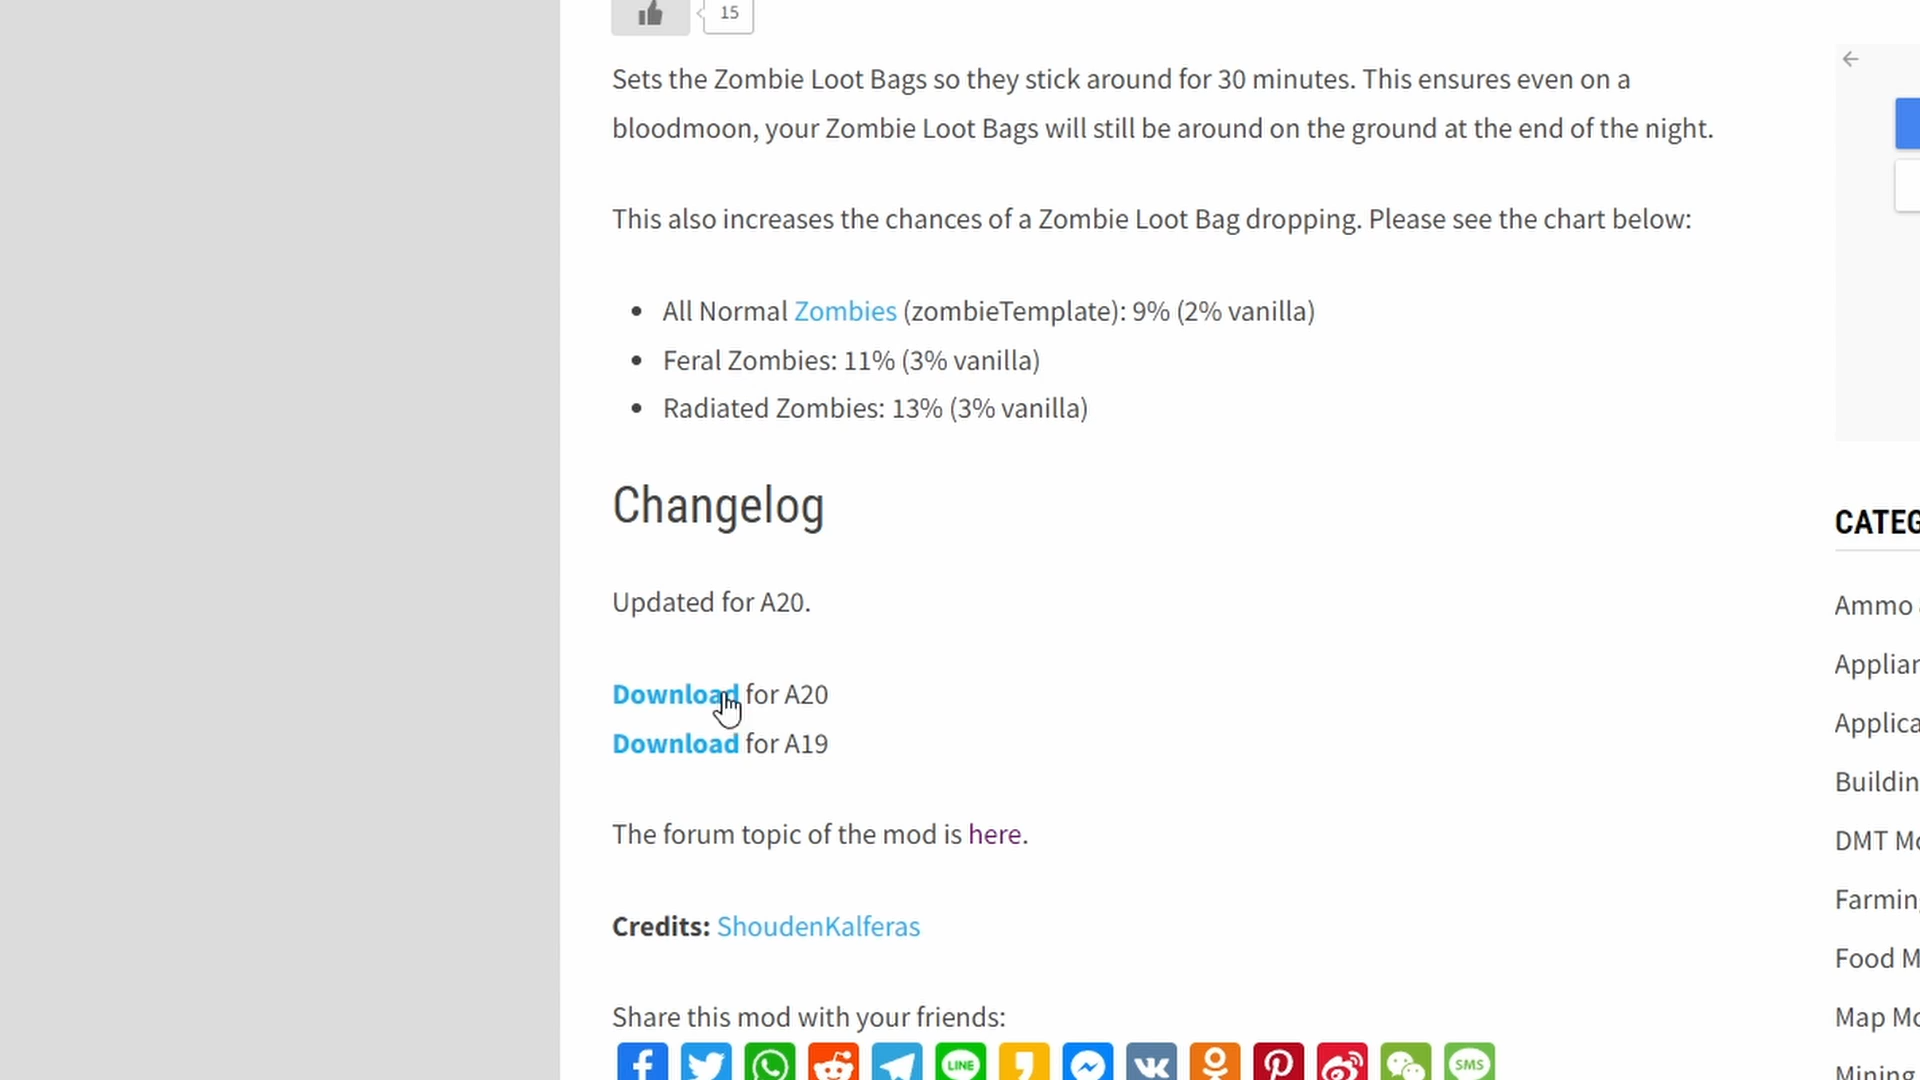 15
Sets the Zombie Loot Bags so they stick around for 30 minutes. This ensures even on a
bloodmoon, your Zombie Loot Bags will still be around on the ground at the end of the night.
This also increases the chances of a Zombie Loot Bag dropping. Please see the chart below:
All Normal Zombies (zombieTemplate): 9% (2% vanilla)
Feral Zombies: 11% (3% vanilla)
Radiated Zombies: 13% (3% vanilla)
Changelog
Updated for A20.
Download for A20
Download for A19
The forum topic of the mod is here.
Credits: ShoudenKalferas
Share this mod with your friends:
LINE
SMS
CATEG
Ammo
Applian
Applica
Buildin
DMT Mo
Farming
Food M
Map Mo
Mining